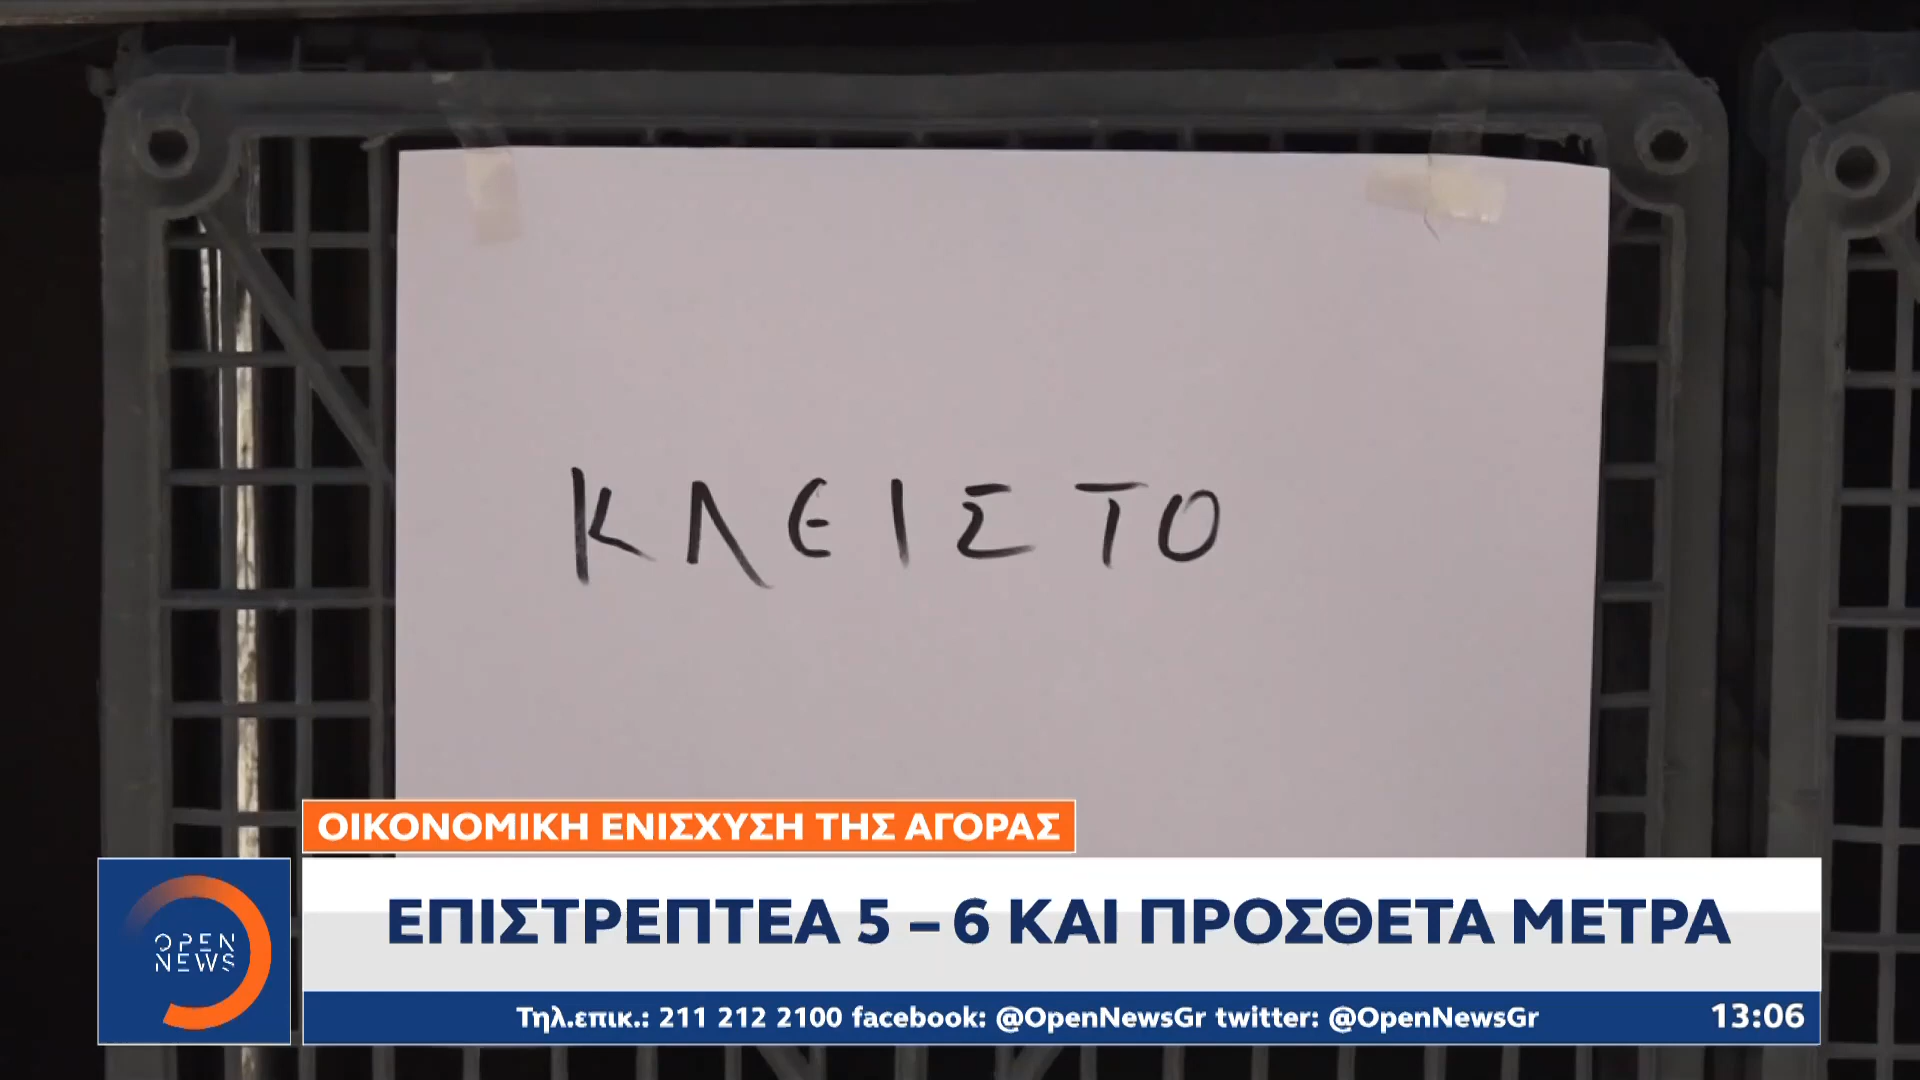 ΚΛΕΙΣΤΟ
ΟΙΚΟΝΟΜΙΚΗ ΕΝΙΣΧΥΣΗ ΤΗΣ ΑΓΟΡΑΣ
ΕΠΙΣΤΡΕΠΤΕΑ 5 – 6 ΚΑΙ ΠΡΟΣΘΕΤΑ ΜΕΤΡΑ
OPEN
NEWS
Τηλ.επικ.: 211 212 2100 facebook: @OpenNewsGr twitter: @OpenNewsGr 13:06